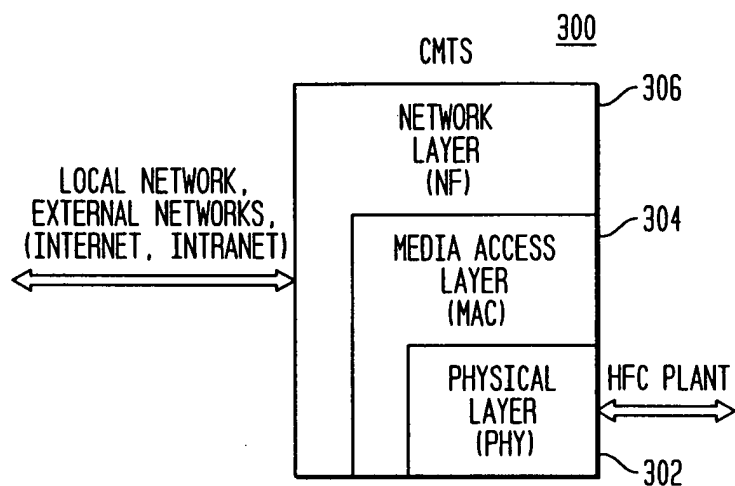 300
CMTS
306
NETWORK
LAYER
(NF)
LOCAL NETWORK,
EXTERNAL NETWORKS,
(INTERNET, INTRANET)
304
MEDIA ACCESS
LAYER
(MAC)
PHYSICAL
LAYER
(PHY)
HFC PLANT
302